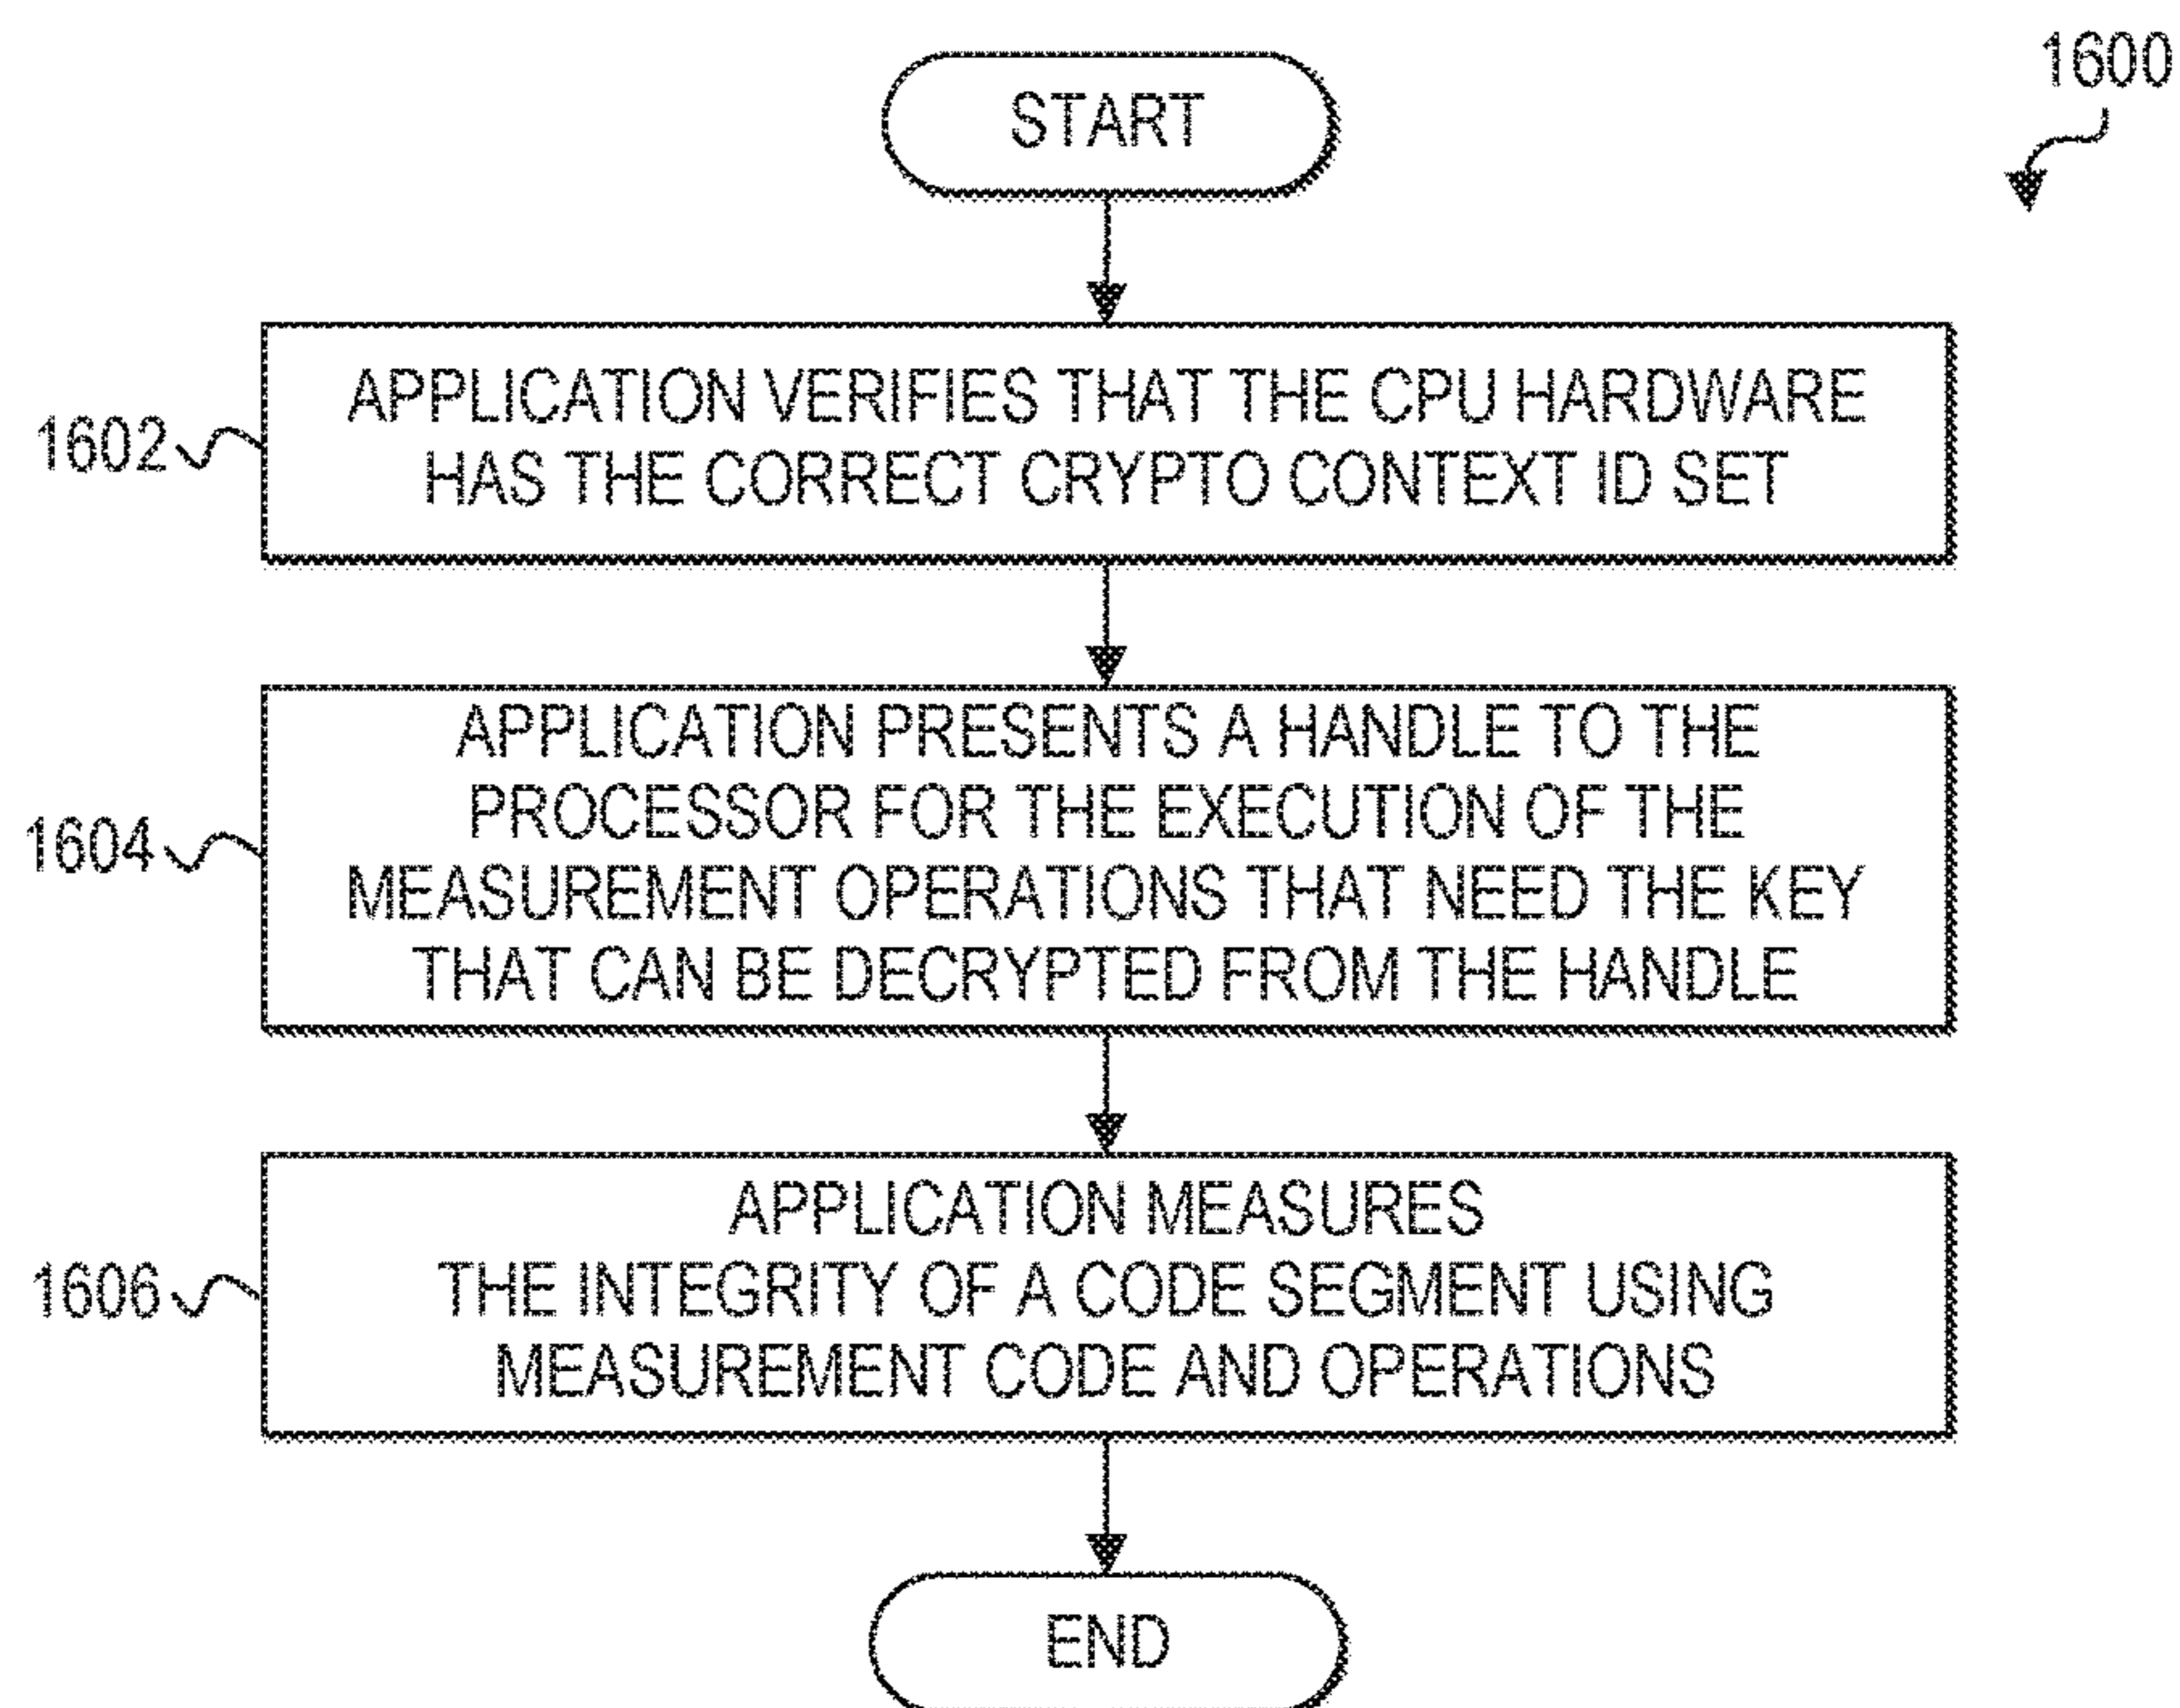 START
1600
1602
APPLICATION VERIFIES THAT THE CPU HARDWARE
HAS THE CORRECT CRYPTO CONTEXT ID SET
1604
APPLICATION PRESENTS A HANDLE TO THE
PROCESSOR FOR THE EXECUTION OF THE
MEASUREMENT OPERATIONS THAT NEED THE KEY
THAT CAN BE DECRYPTED FROM THE HANDLE
1606
APPLICATION MEASURES
THE INTEGRITY OF A CODE SEGMENT USING
MEASUREMENT CODE AND OPERATIONS
END